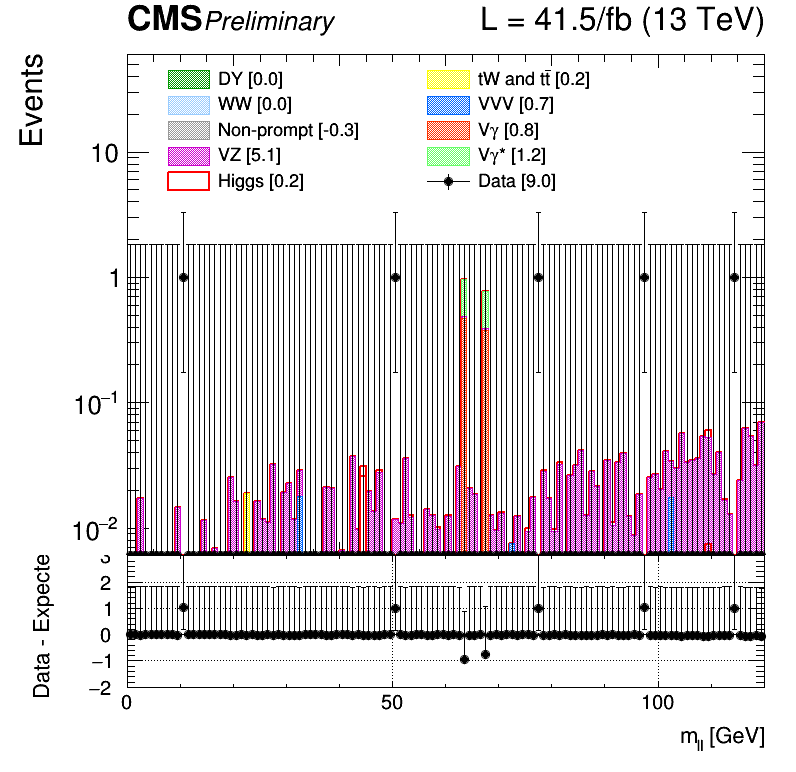 CMS Preliminary L = 41.5/fb (13 TeV)
Events
DY [0.0]
WW [0.0]
Non-prompt [-0.3]
VZ [5.1]
Higgs [0.2]
tW and tt̄ [0.2]
VVV [0.7]
Vγ [0.8]
Vγ* [1.2]
Data [9.0]
10
1
10⁻¹
10⁻²
Data - Expecte
3
2
1
0
−1
−2
0 50 100
m_ll [GeV]